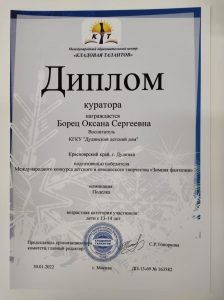 КТ
Международный образовательный центр
«КЛАДОВАЯ ТАЛАНТОВ»
Диплом
куратора
награждается
Борец Оксана Сергеевна
Воспитатель
КГКУ "Дудинский детский дом"
Красноярский край, г. Дудинка
подготовивш победителя
Международного конкурса детского и юношеского творчества «Зимняя фантазия»
номинация
Поделка
возрастная категория участников:
дети с 13-14 лет
Председатель организационного
комитета, главный редактор
С.Р.
30.01.2022
г. Москва